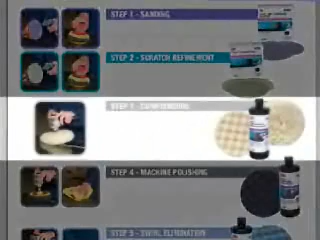 STEP 1 - SANDING
STEP 2 - SCRATCH REFINEMENT
STEP 3 - COMPOUNDING
STEP 4 - MACHINE POLISHING
STEP 5 - SWIRL ELIMINATION